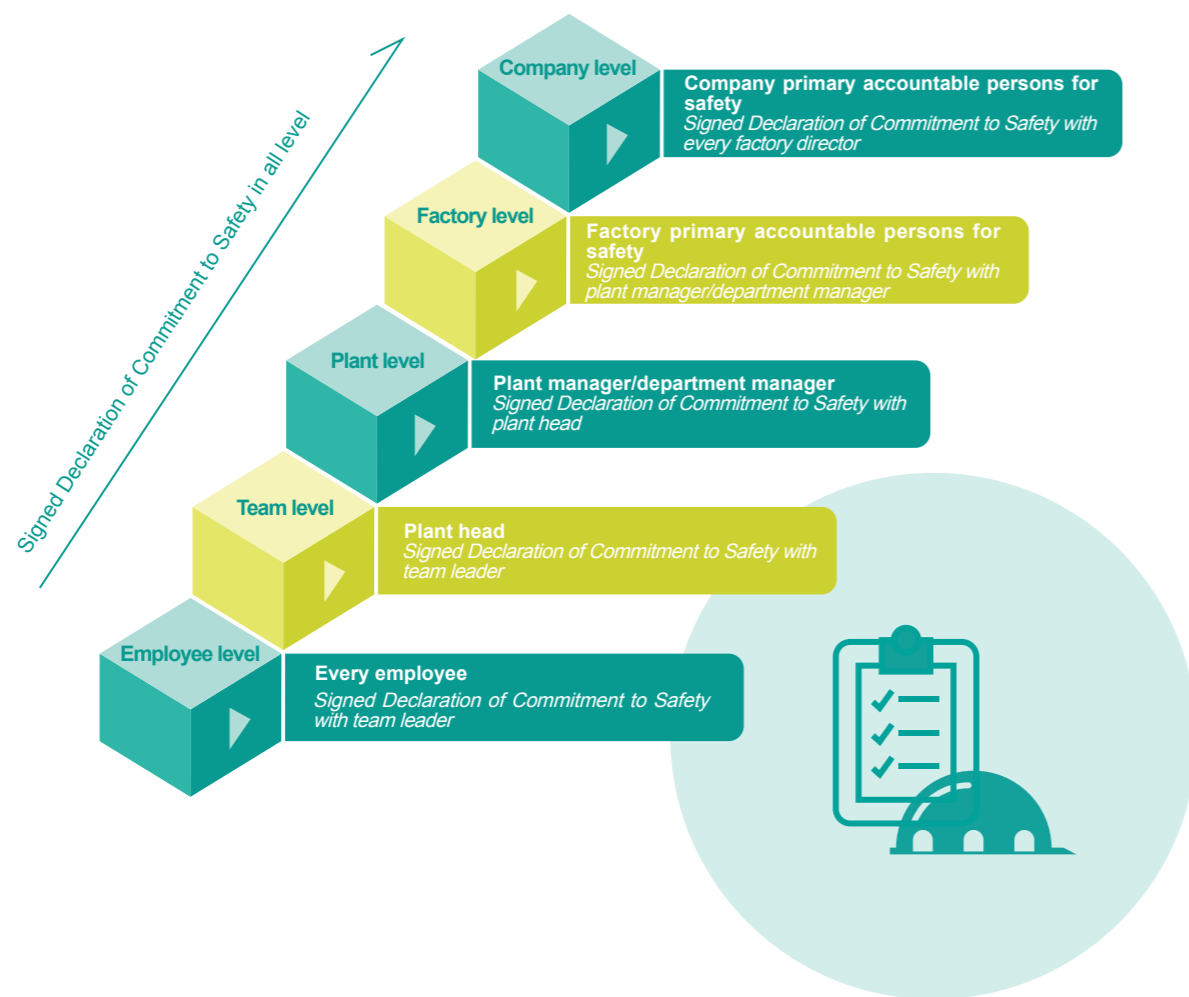 Signed Declaration of Commitment to Safety in all level
Company level
Company primary accountable persons for
safety
Signed Declaration of Commitment to Safety with
every factory director
Factory level
Factory primary accountable persons for
safety
Signed Declaration of Commitment to Safety with
plant manager/department manager
Plant level
Plant manager/department manager
Signed Declaration of Commitment to Safety with
plant head
Team level
Plant head
Signed Declaration of Commitment to Safety with
team leader
Employee level
Every employee
Signed Declaration of Commitment to Safety
with team leader